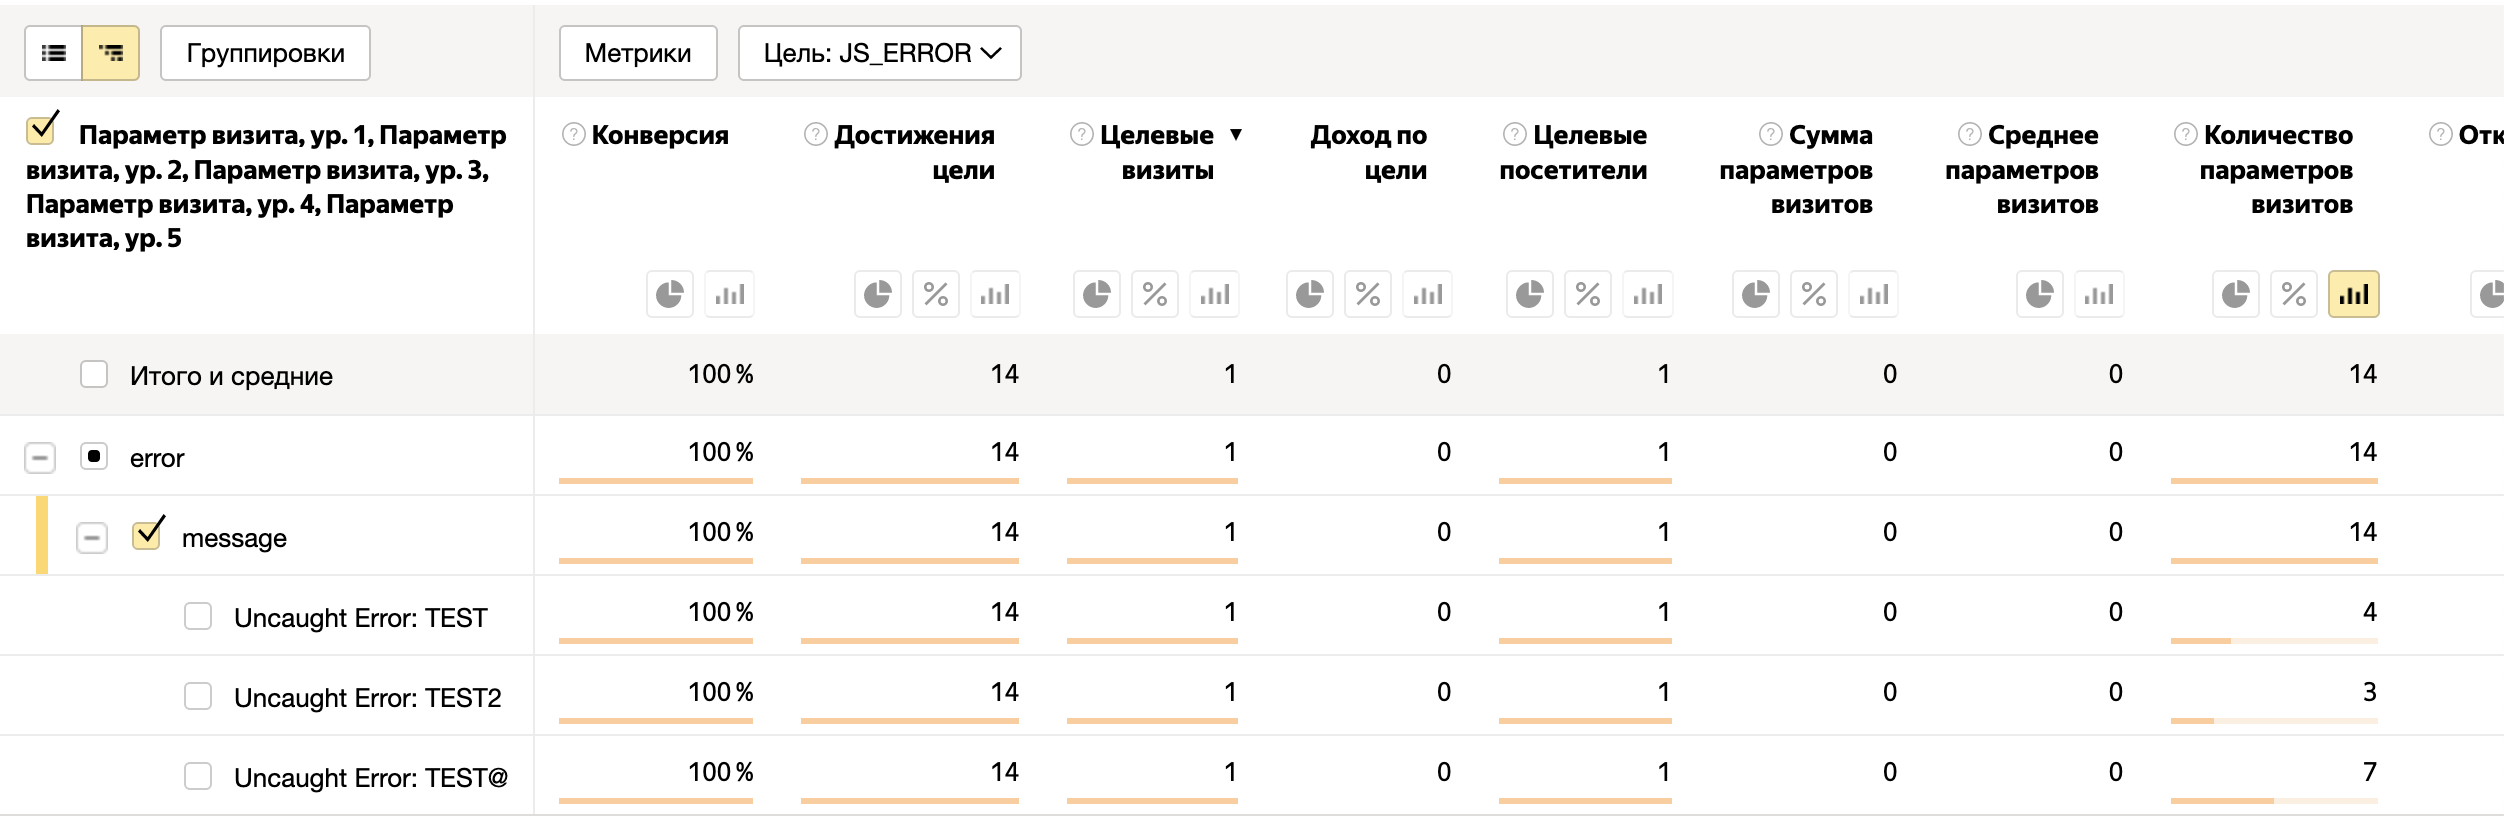 Группировки
Метрики
Цель: JS_ERROR
Параметр визита, ур. 1, Параметр
визита, ур. 2, Параметр визита, ур. 3,
Параметр визита, ур. 4, Параметр
визита, ур. 5
? Конверсия
? Достижения
цели
? Целевые ▼
визиты
Доход по
цели
? Целевые
посетители
? Сумма
параметров
визитов
? Среднее
параметров
визитов
? Количество
параметров
визитов
? Отк
% % % % % %
Итого и средние 100 % 14 1 0 1 0 0 14
error 100 % 14 1 0 1 0 0 14
message 100 % 14 1 0 1 0 0 14
Uncaught Error: TEST 100 % 14 1 0 1 0 0 4
Uncaught Error: TEST2 100 % 14 1 0 1 0 0 3
Uncaught Error: TEST@ 100 % 14 1 0 1 0 0 7